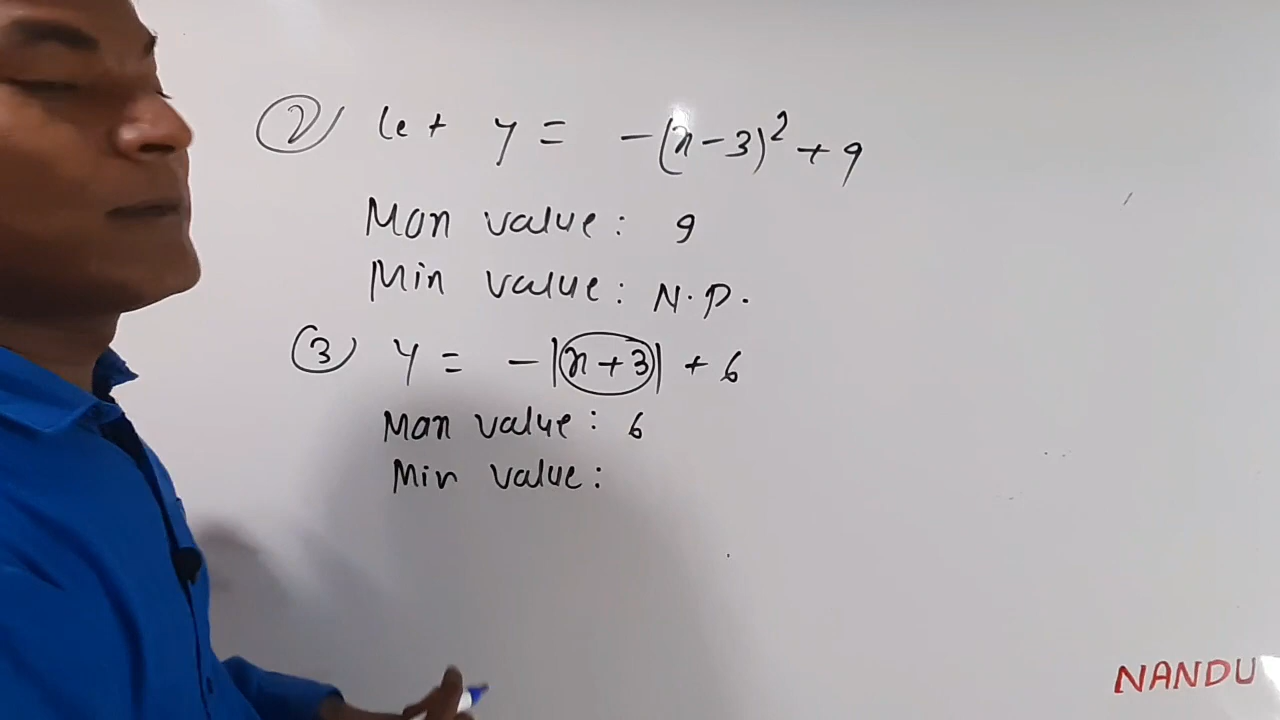 2) let y = -(x-3)² + 9
Max value: 9
Min value: N.P.
3) y = -|x+3| + 6
Max value: 6
Min value:
NANDU